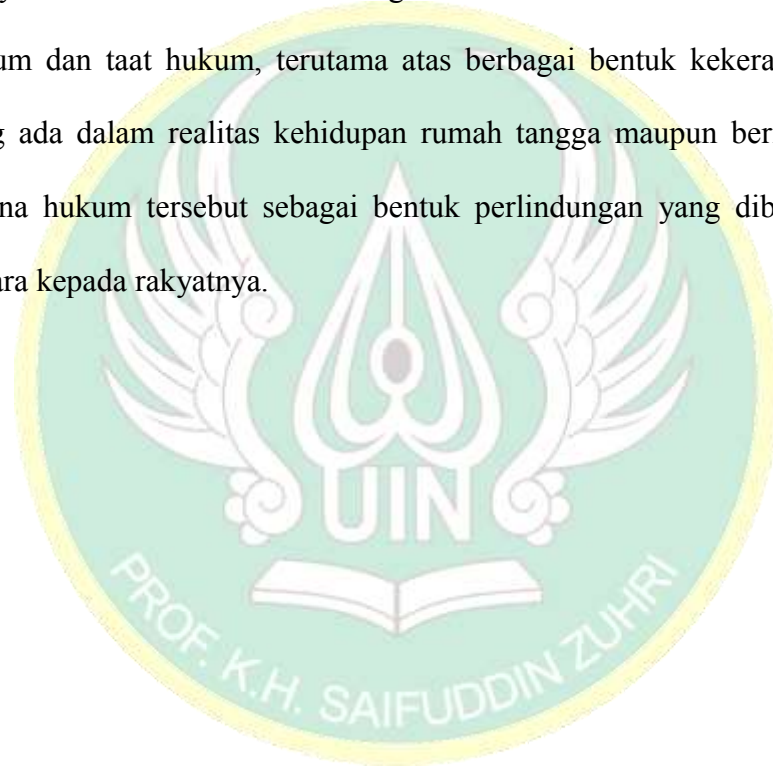 um dan taat hukum, terutama atas berbagai bentuk kekera
ada dalam realitas kehidupan rumah tangga maupun ber
na hukum tersebut sebagai bentuk perlindungan yang dib
ara kepada rakyatnya.
UIN
PROF. K.H. SAIFUDDIN ZUHRI